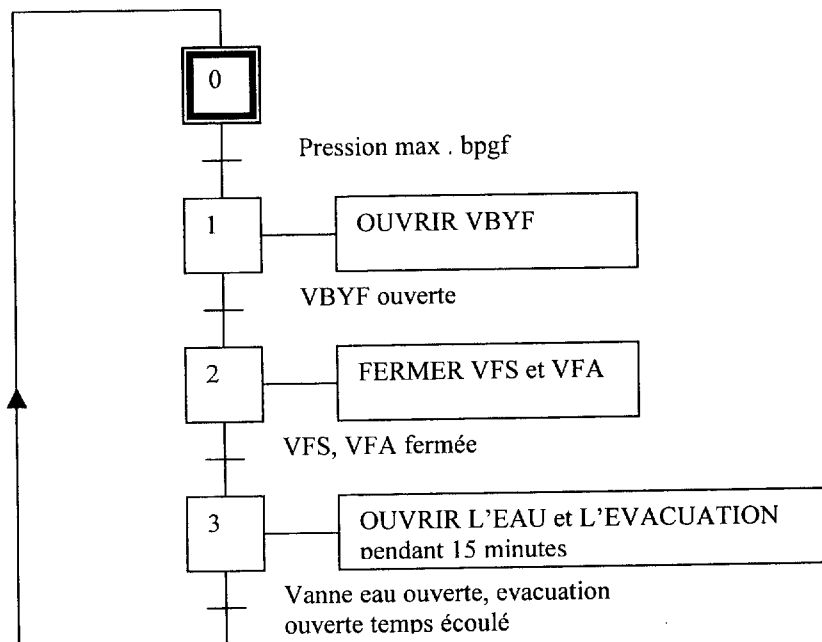 0
Pression max . bpgf
1
OUVRIR VBYF
VBYF ouverte
2
FERMER VFS et VFA
VFS, VFA fermée
3
OUVRIR L'EAU et L'EVACUATION
pendant 15 minutes
Vanne eau ouverte, evacuation
ouverte temps écoulé